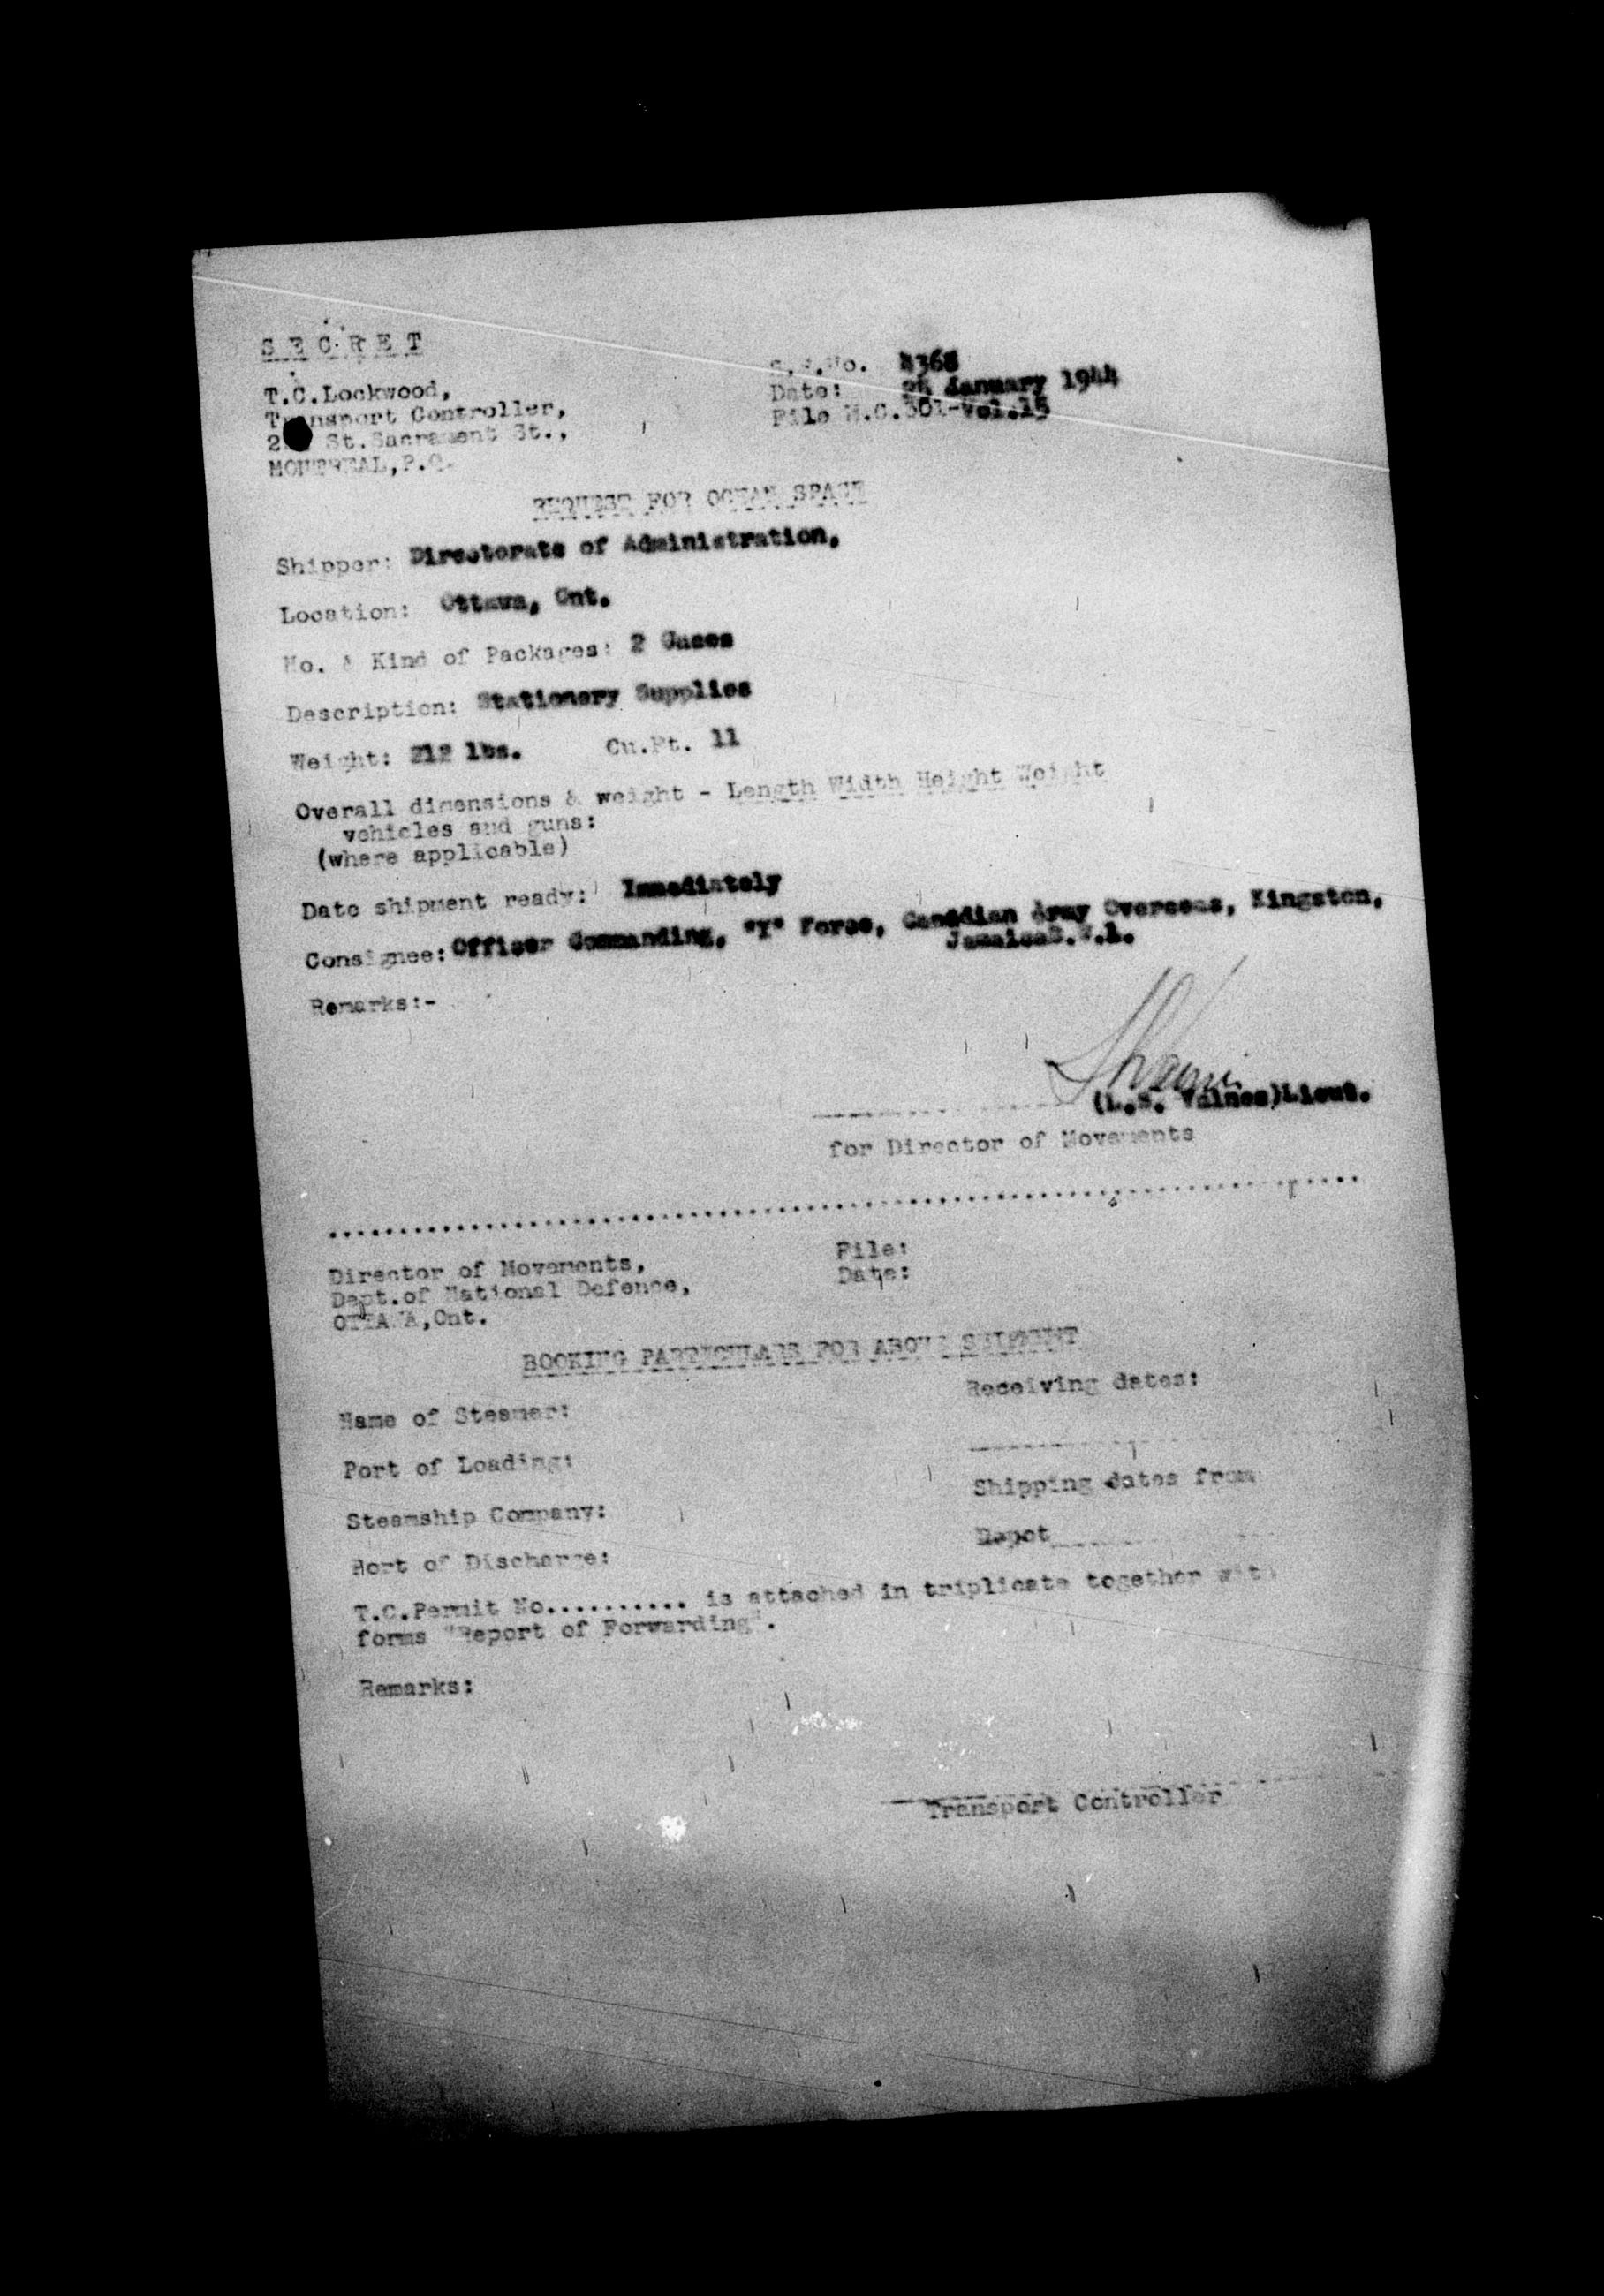 S E C R E T
T.C.Lockwood,
Transport Controller,
St.Sacrament St.,
MONTREAL,P.Q.
No. 4368
Date: January 1944
File H.C.301-Vol.15
REQUEST FOR OCEAN SPACE
Shipper: Directorate of Administration,
Location: Ottawa, Ont.
No. & Kind of Packages: 2 Cases
Description: Stationery Supplies
Weight: 212 lbs. Cu.Ft. 11
Overall dimensions & weight - Length Width Height Weight
vehicles and guns:
(where applicable)
Date shipment ready: Immediately
Consignee: Officer Commanding, "Y" Force, Canadian Army Overseas, Kingston,
Jamaica B.W.I.
Remarks:-
Lieut.
for Director of Movements
Director of Movements,
Dept.of National Defence,
OTTAWA,Ont.
File:
Date:
BOOKING PARTICULARS FOR ABOVE SHIPMENT
Receiving dates:
Name of Steamer:
Port of Loading:
Shipping dates from
Steamship Company:
Depot
Port of Discharge:
T.C.Permit No.......... is attached in triplicate together with
forms "Report of Forwarding".
Remarks:
Transport Controller